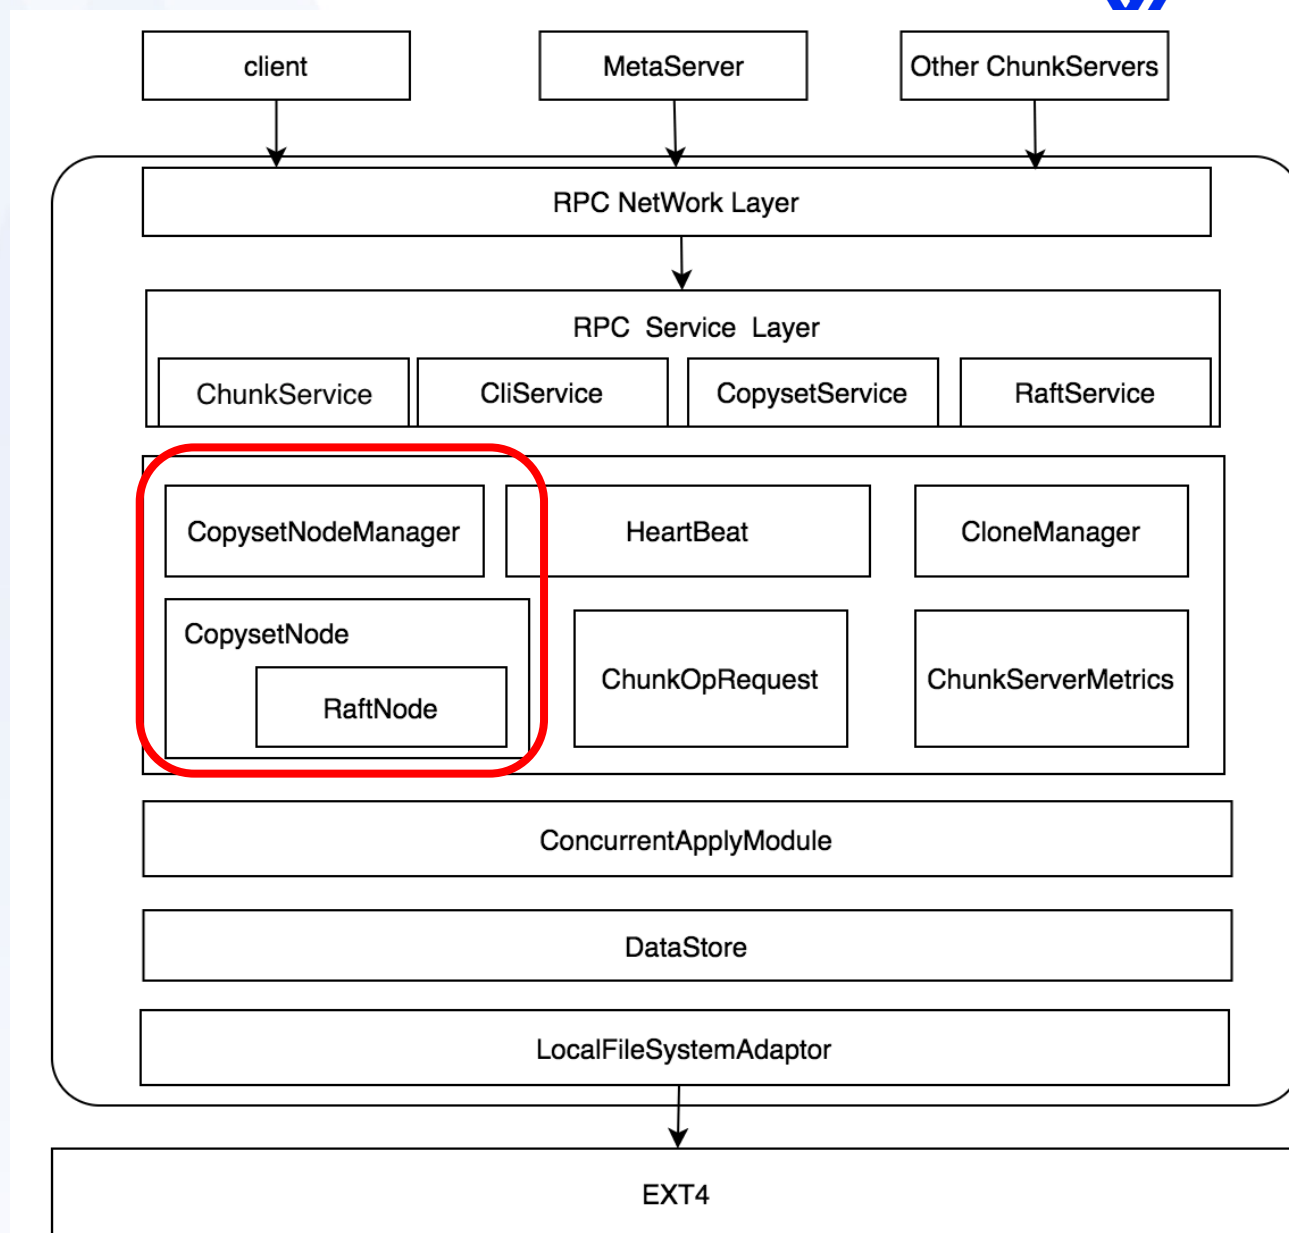 client
MetaServer
Other ChunkServers
RPC NetWork Layer
RPC Service Layer
ChunkService
CliService
CopysetService
RaftService
CopysetNodeManager
HeartBeat
CloneManager
CopysetNode
RaftNode
ChunkOpRequest
ChunkServerMetrics
ConcurrentApplyModule
DataStore
LocalFileSystemAdaptor
EXT4